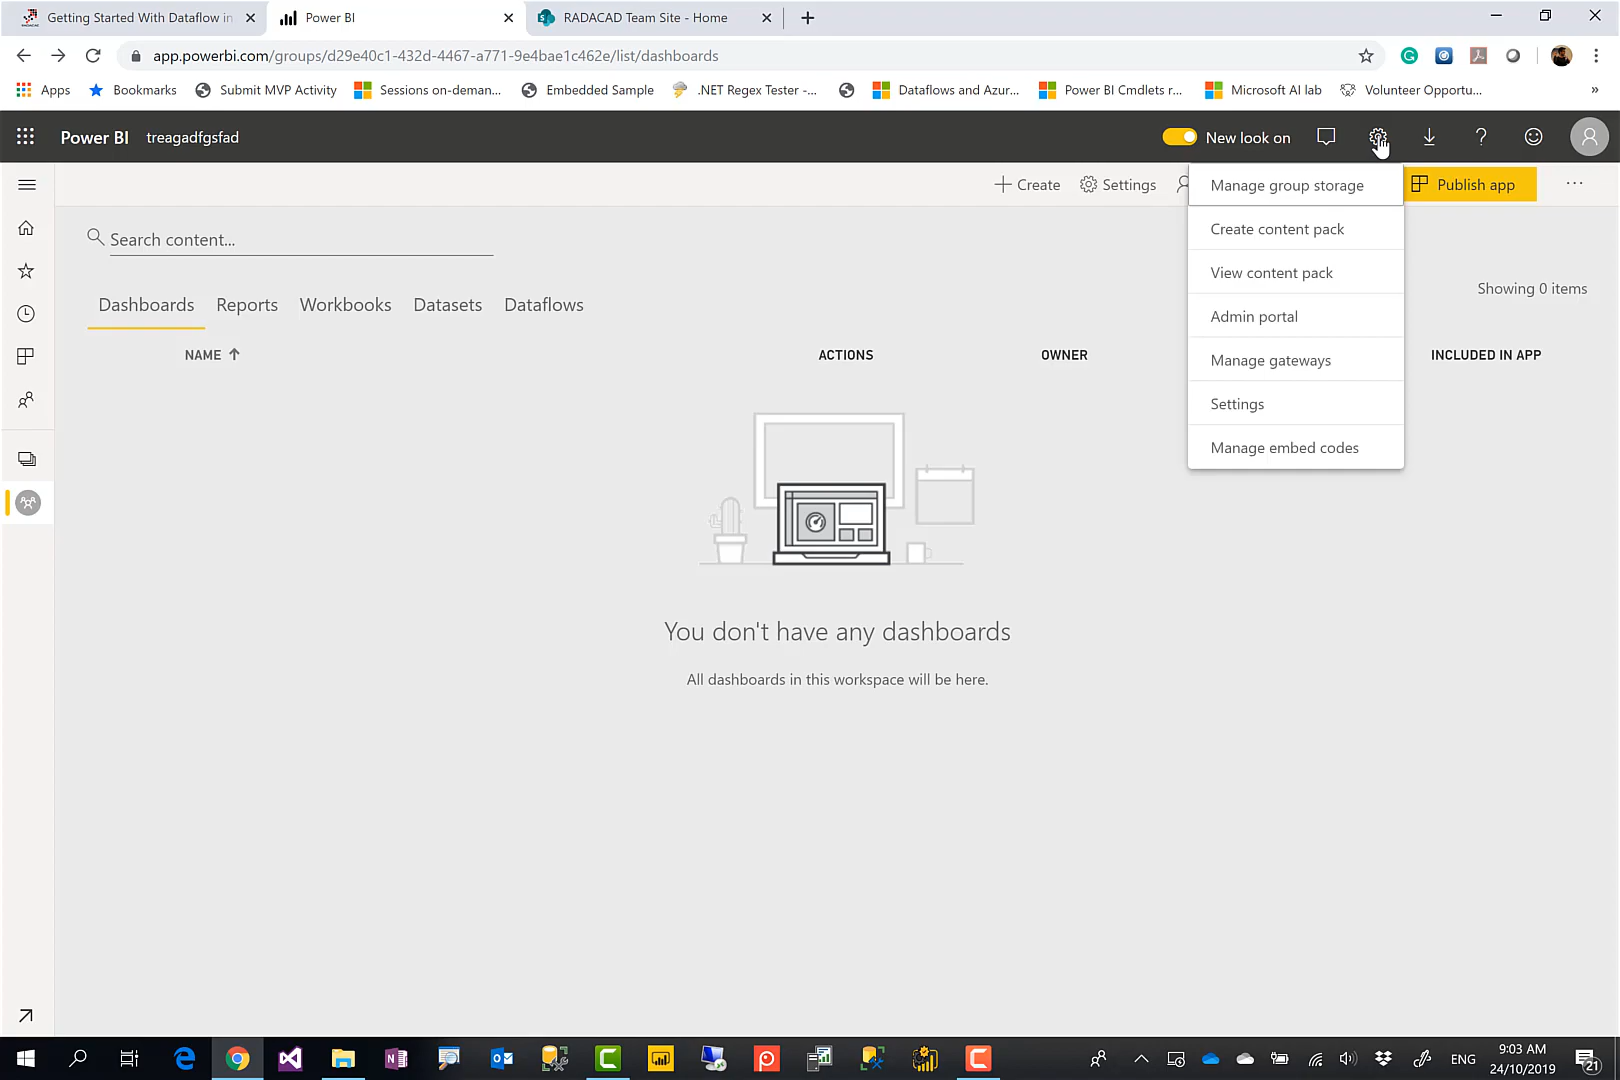 Getting Started With Dataflow in
Power BI
RADACAD Team Site - Home
app.powerbi.com/groups/d29e40c1-432d-4467-a771-9e4bae1c462e/list/dashboards
Apps
Bookmarks
Submit MVP Activity
Sessions on-deman...
Embedded Sample
.NET Regex Tester -...
Dataflows and Azur...
Power BI Cmdlets r...
Microsoft AI lab
Volunteer Opportu...
»
Power BI
treagadfgsfad
New look on
Create
Settings
Publish app
Manage group storage
Create content pack
View content pack
Admin portal
Manage gateways
Settings
Manage embed codes
Search content...
Showing 0 items
Dashboards
Reports
Workbooks
Datasets
Dataflows
NAME
ACTIONS
OWNER
INCLUDED IN APP
You don't have any dashboards
All dashboards in this workspace will be here.
ENG
9:03 AM
24/10/2019
21